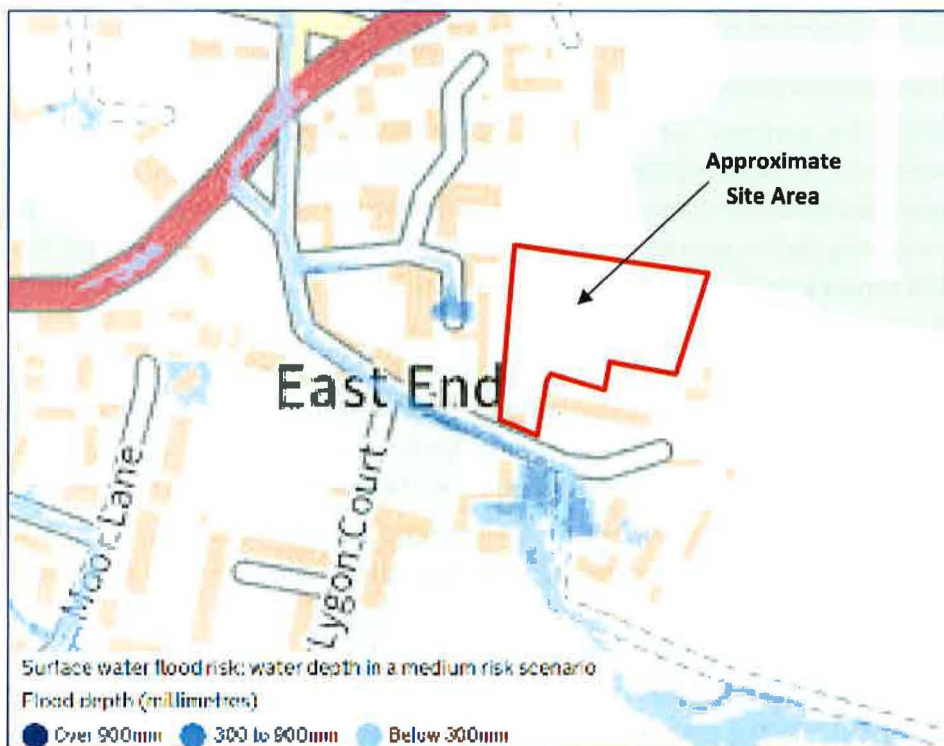 Approximate
Site Area
East End
Moor Lane
Lygon Court
Surface water flood risk: water depth in a medium risk scenario
Flood depth (millimetres)
Over 900mm 300 to 900mm Below 300mm